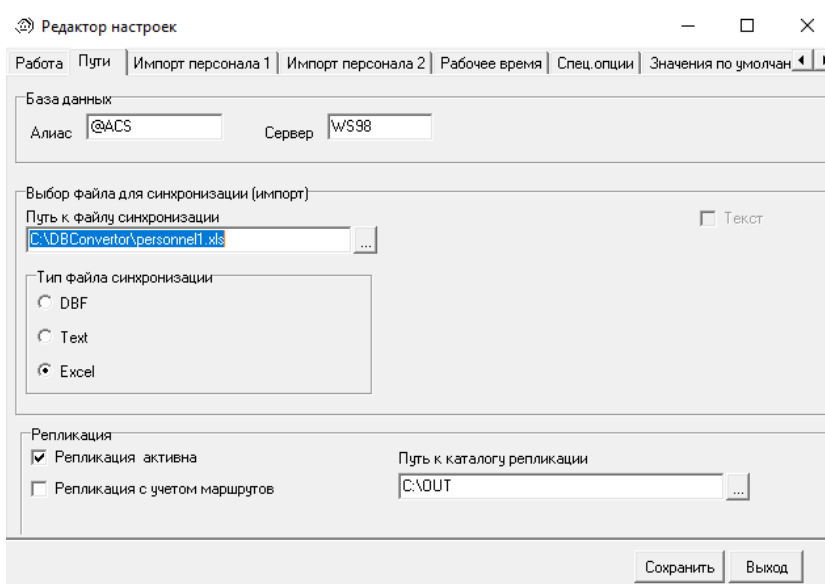 Редактор настроек
Работа Пути Импорт персонала 1 Импорт персонала 2 Рабочее время Спец.опции Значения по умолчан
База данных
Алиас @ACS Сервер WS98
Выбор файла для синхронизации (импорт)
Путь к файлу синхронизации Текст
C:\DBConvertor\personnel1.xls ...
Тип файла синхронизации
DBF
Text
Excel
Репликация
Репликация активна Путь к каталогу репликации
Репликация с учетом маршрутов C:\OUT ...
Сохранить Выход